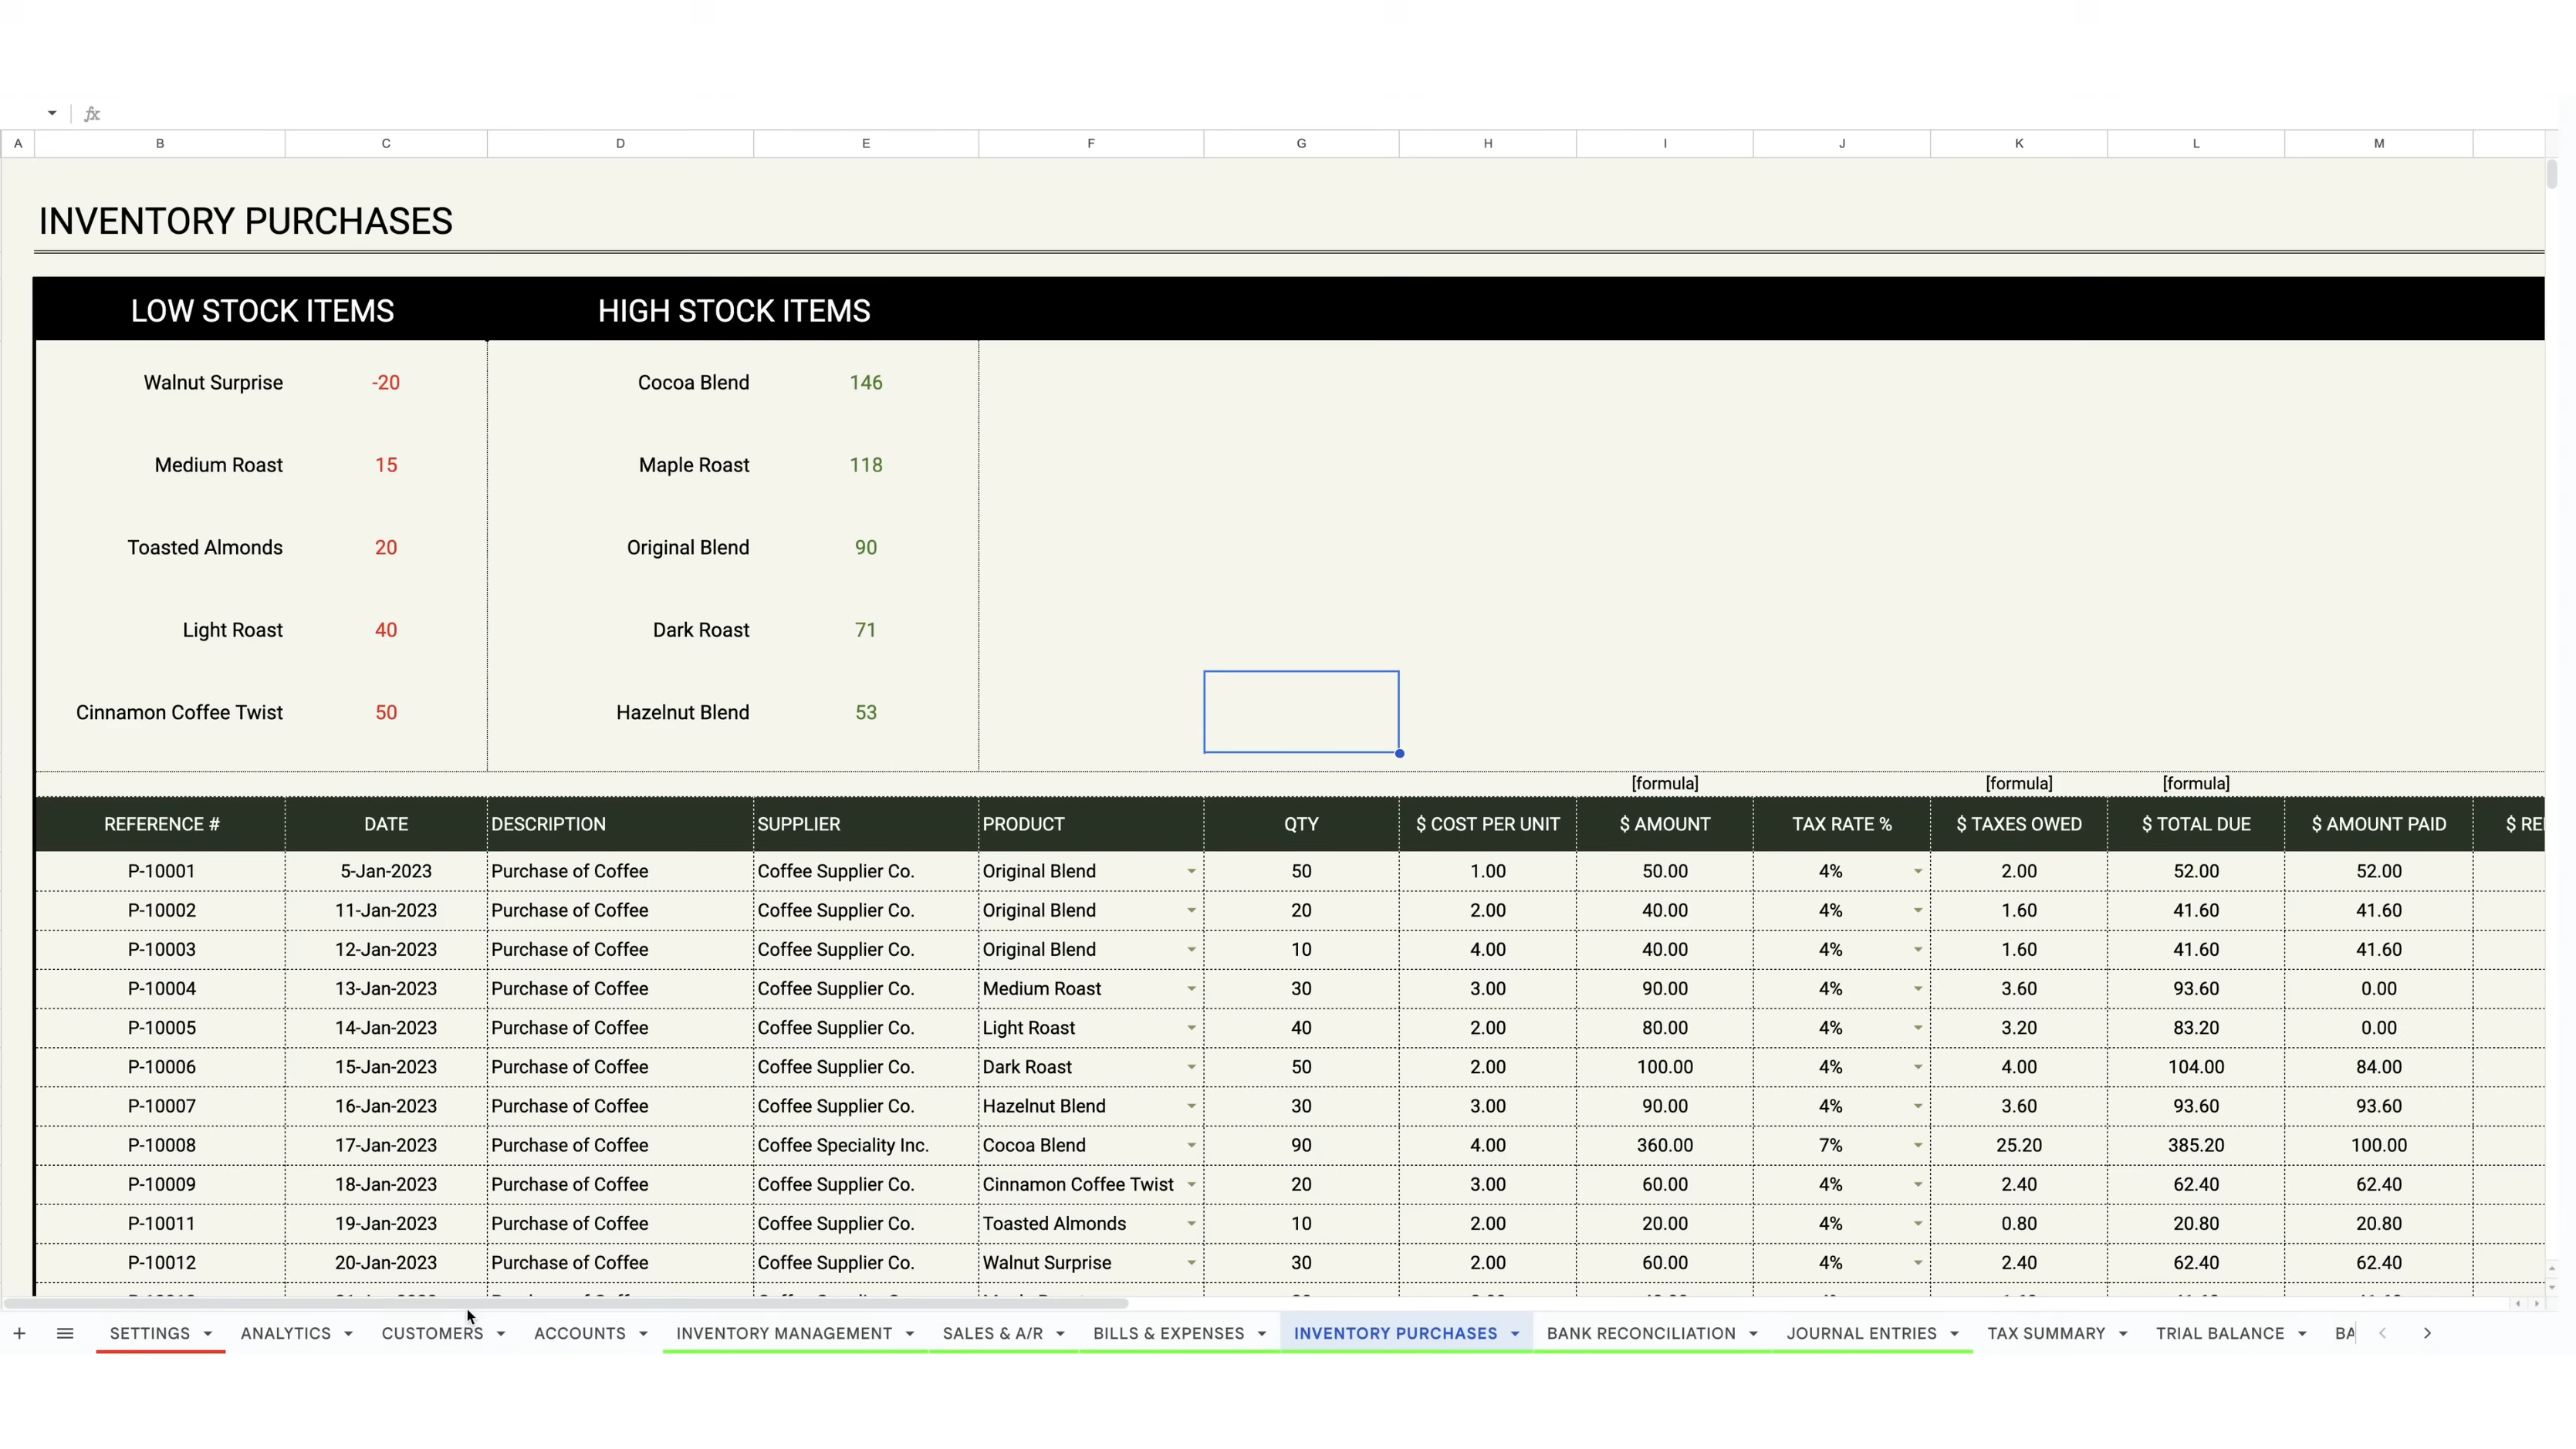 fx
A B C D E F G H I J K L M
INVENTORY PURCHASES
LOW STOCK ITEMS HIGH STOCK ITEMS
Walnut Surprise -20 Cocoa Blend 146
Medium Roast 15 Maple Roast 118
Toasted Almonds 20 Original Blend 90
Light Roast 40 Dark Roast 71
Cinnamon Coffee Twist 50 Hazelnut Blend 53
[formula] [formula] [formula]
REFERENCE # DATE DESCRIPTION SUPPLIER PRODUCT QTY $ COST PER UNIT $ AMOUNT TAX RATE % $ TAXES OWED $ TOTAL DUE $ AMOUNT PAID $
P-10001 5-Jan-2023 Purchase of Coffee Coffee Supplier Co. Original Blend 50 1.00 50.00 4% 2.00 52.00 52.00
P-10002 11-Jan-2023 Purchase of Coffee Coffee Supplier Co. Original Blend 20 2.00 40.00 4% 1.60 41.60 41.60
P-10003 12-Jan-2023 Purchase of Coffee Coffee Supplier Co. Original Blend 10 4.00 40.00 4% 1.60 41.60 41.60
P-10004 13-Jan-2023 Purchase of Coffee Coffee Supplier Co. Medium Roast 30 3.00 90.00 4% 3.60 93.60 0.00
P-10005 14-Jan-2023 Purchase of Coffee Coffee Supplier Co. Light Roast 40 2.00 80.00 4% 3.20 83.20 0.00
P-10006 15-Jan-2023 Purchase of Coffee Coffee Supplier Co. Dark Roast 50 2.00 100.00 4% 4.00 104.00 84.00
P-10007 16-Jan-2023 Purchase of Coffee Coffee Supplier Co. Hazelnut Blend 30 3.00 90.00 4% 3.60 93.60 93.60
P-10008 17-Jan-2023 Purchase of Coffee Coffee Speciality Inc. Cocoa Blend 90 4.00 360.00 7% 25.20 385.20 100.00
P-10009 18-Jan-2023 Purchase of Coffee Coffee Supplier Co. Cinnamon Coffee Twist 20 3.00 60.00 4% 2.40 62.40 62.40
P-10011 19-Jan-2023 Purchase of Coffee Coffee Supplier Co. Toasted Almonds 10 2.00 20.00 4% 0.80 20.80 20.80
P-10012 20-Jan-2023 Purchase of Coffee Coffee Supplier Co. Walnut Surprise 30 2.00 60.00 4% 2.40 62.40 62.40
SETTINGS ANALYTICS CUSTOMERS ACCOUNTS INVENTORY MANAGEMENT SALES & A/R BILLS & EXPENSES INVENTORY PURCHASES BANK RECONCILIATION JOURNAL ENTRIES TAX SUMMARY TRIAL BALANCE